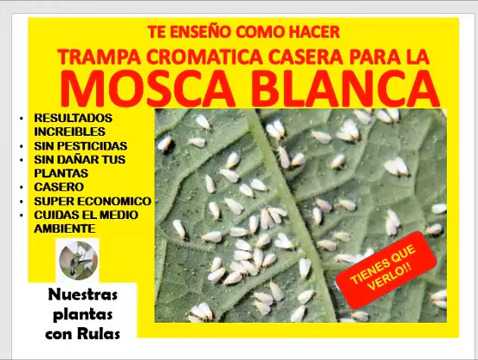 TE ENSEÑO COMO HACER
TRAMPA CROMATICA CASERA PARA LA
MOSCA BLANCA
• RESULTADOS
INCREIBLES
• SIN PESTICIDAS
• SIN DAÑAR TUS
PLANTAS
• CASERO
• SUPER ECONOMICO
• CUIDAS EL MEDIO
AMBIENTE
TIENES QUE
VERLO!!
Nuestras
plantas
con Rulas